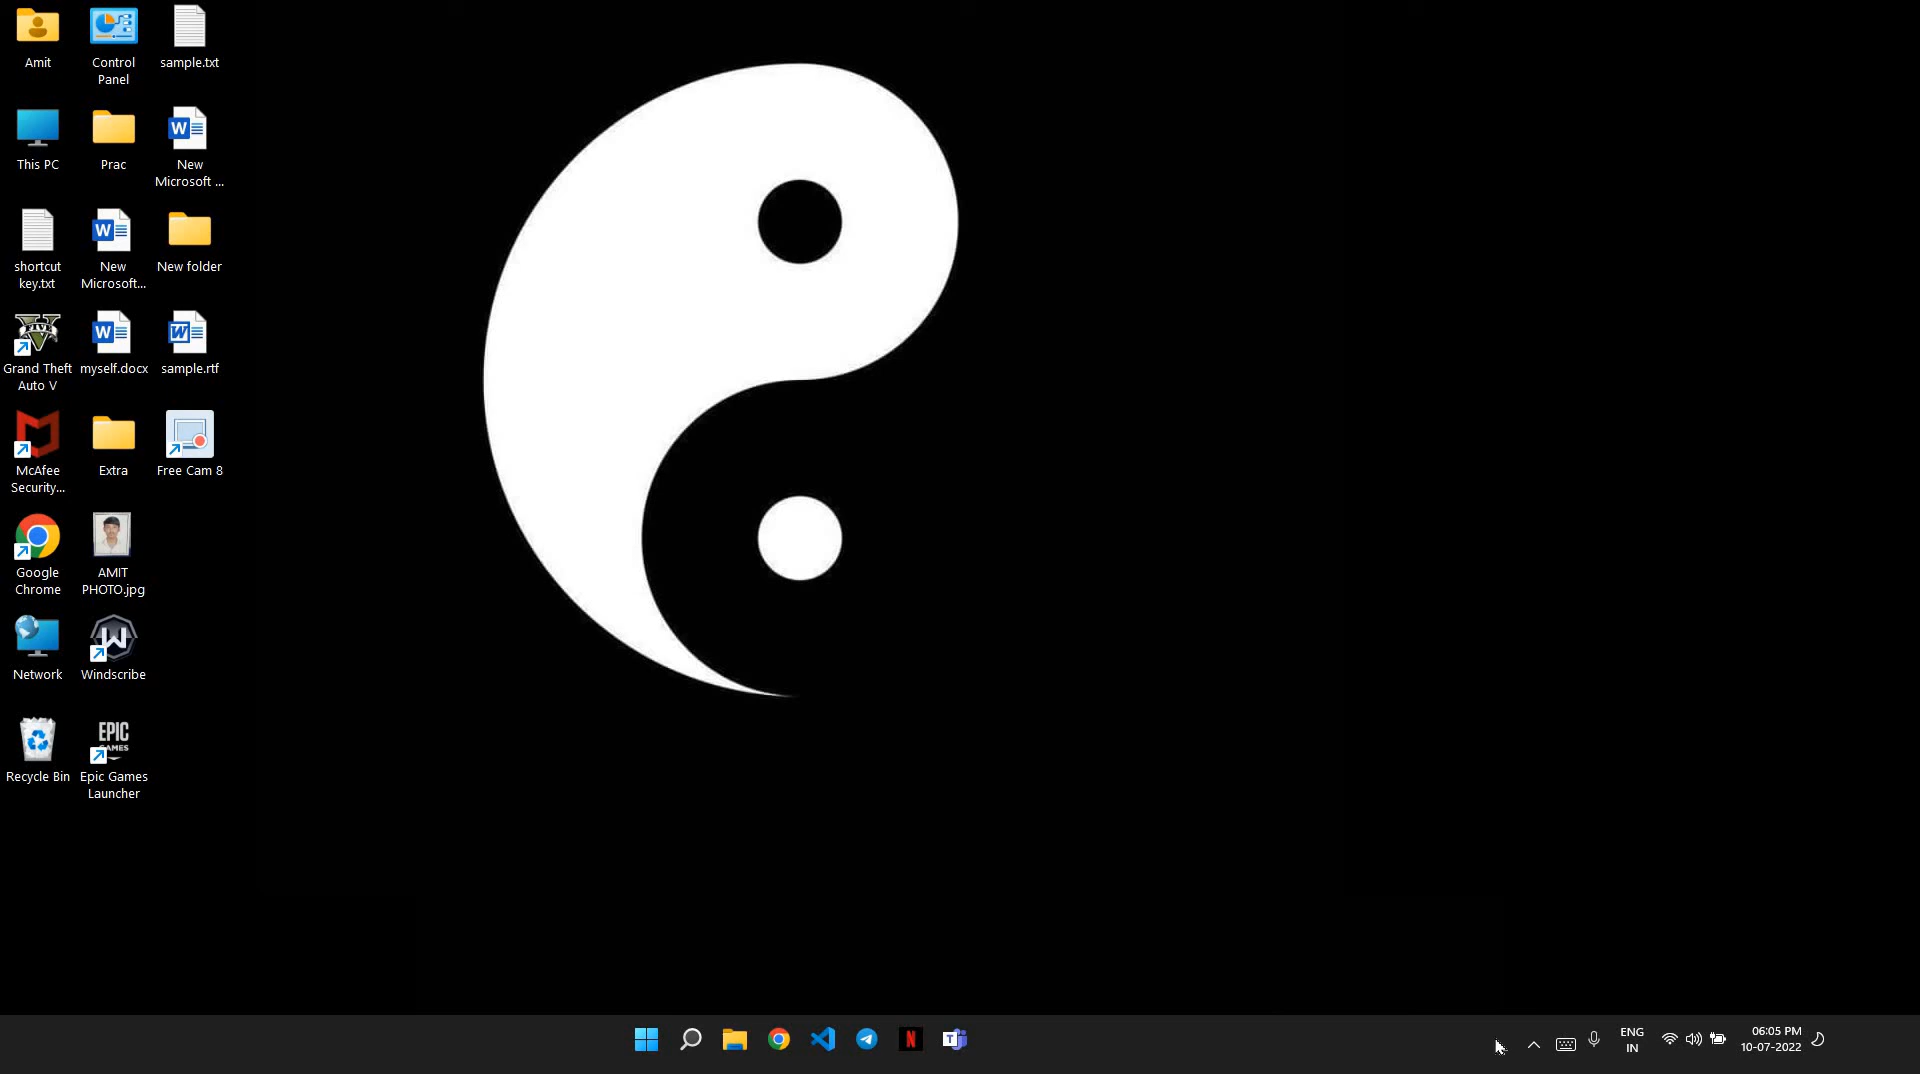 Amit
Control
Panel
sample.txt
This PC
Prac
New
Microsoft ...
shortcut
key.txt
New
Microsoft...
New folder
Grand Theft
Auto V
myself.docx
sample.rtf
McAfee
Security...
Extra
Free Cam 8
Google
Chrome
AMIT
PHOTO.jpg
Network
Windscribe
EPIC
GAMES
Recycle Bin
Epic Games
Launcher
ENG
IN
06:05 PM
10-07-2022